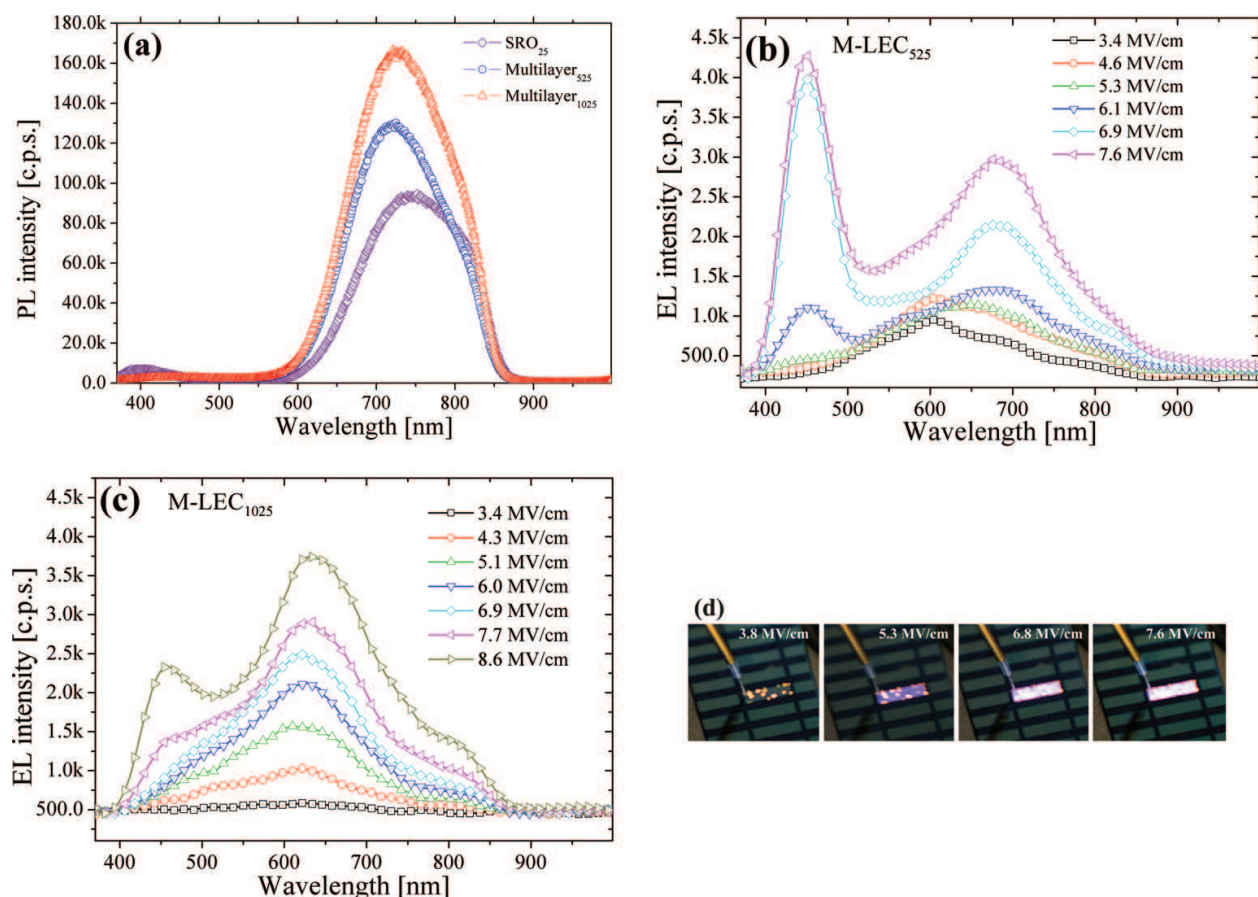 (a)
180.0k
160.0k
140.0k
120.0k
100.0k
80.0k
60.0k
40.0k
20.0k
0.0
PL intensity [c.p.s.]
SRO25
Multilayer525
Multilayer1025
400 500 600 700 800 900
Wavelength [nm]
(b)
M-LEC525
4.5k
4.0k
3.5k
3.0k
2.5k
2.0k
1.5k
1.0k
500.0
EL intensity [c.p.s.]
3.4 MV/cm
4.6 MV/cm
5.3 MV/cm
6.1 MV/cm
6.9 MV/cm
7.6 MV/cm
400 500 600 700 800 900
Wavelength [nm]
(c)
M-LEC1025
4.5k
4.0k
3.5k
3.0k
2.5k
2.0k
1.5k
1.0k
500.0
EL intensity [c.p.s.]
3.4 MV/cm
4.3 MV/cm
5.1 MV/cm
6.0 MV/cm
6.9 MV/cm
7.7 MV/cm
8.6 MV/cm
400 500 600 700 800 900
Wavelength [nm]
(d)
3.8 MV/cm 5.3 MV/cm 6.8 MV/cm 7.6 MV/cm